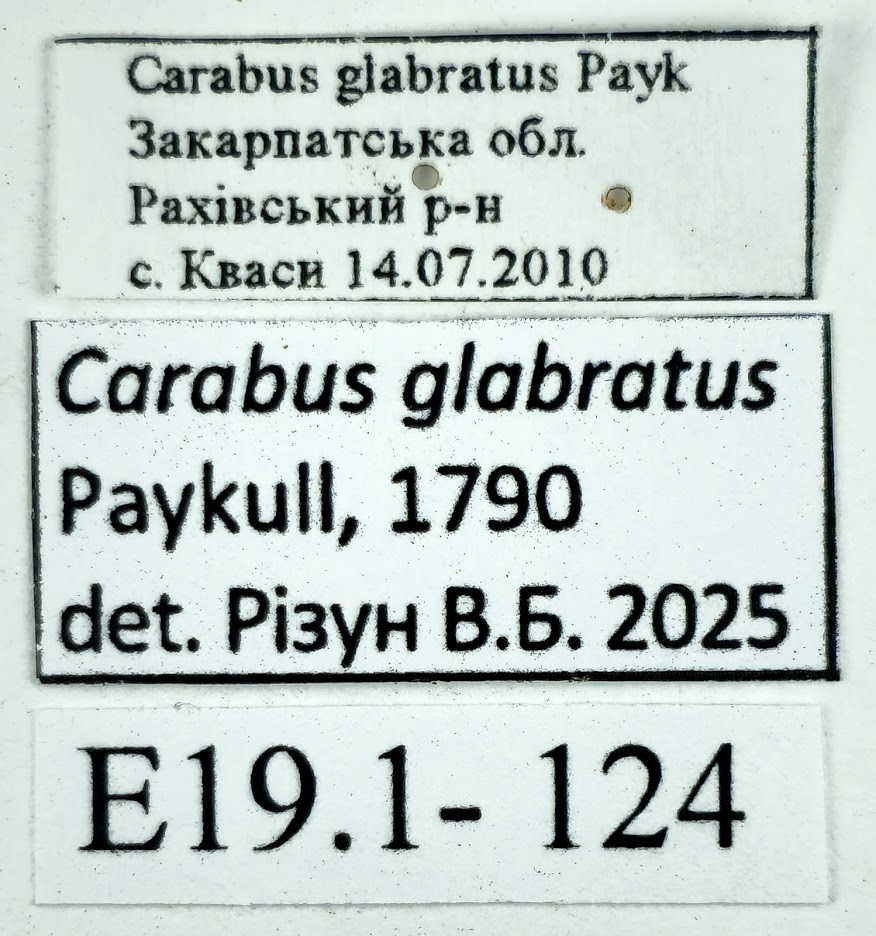 Carabus glabratus Payk
Закарпатська обл.
Рахівський р-н
с. Кваси 14.07.2010
Carabus glabratus
Paykull, 1790
det. Різун В.Б. 2025
E19.1- 124